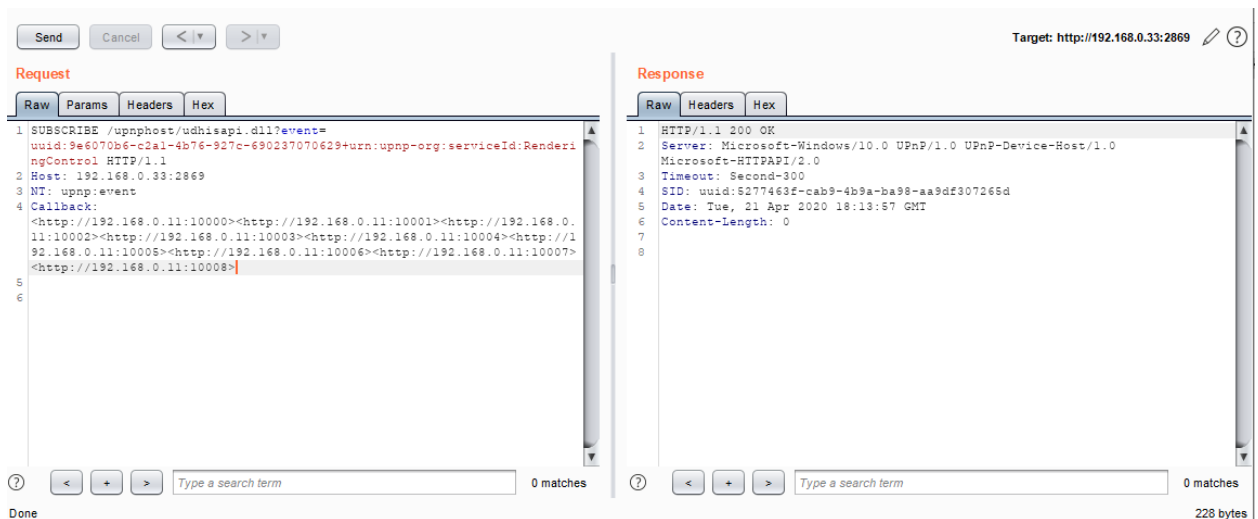 Send Cancel < > Target: http://192.168.0.33:2869 ?
Request
Raw Params Headers Hex
1 SUBSCRIBE /upnphost/udhisapi.dll?event=
uuid:9e6070b6-c2a1-4b76-927c-690237070629+urn:upnp-org:serviceId:Renderi
ngControl HTTP/1.1
2 Host: 192.168.0.33:2869
3 NT: upnp:event
4 Callback:
<http://192.168.0.11:10000><http://192.168.0.11:10001><http://192.168.0.
11:10002><http://192.168.0.11:10003><http://192.168.0.11:10004><http://1
92.168.0.11:10005><http://192.168.0.11:10006><http://192.168.0.11:10007>
<http://192.168.0.11:10008>
5
6
? < + > Type a search term 0 matches
Response
Raw Headers Hex
1 HTTP/1.1 200 OK
2 Server: Microsoft-Windows/10.0 UPnP/1.0 UPnP-Device-Host/1.0
Microsoft-HTTPAPI/2.0
3 Timeout: Second-300
4 SID: uuid:5277463f-cab9-4b9a-ba98-aa9df307265d
5 Date: Tue, 21 Apr 2020 18:13:57 GMT
6 Content-Length: 0
7
8
? < + > Type a search term 0 matches
Done 228 bytes